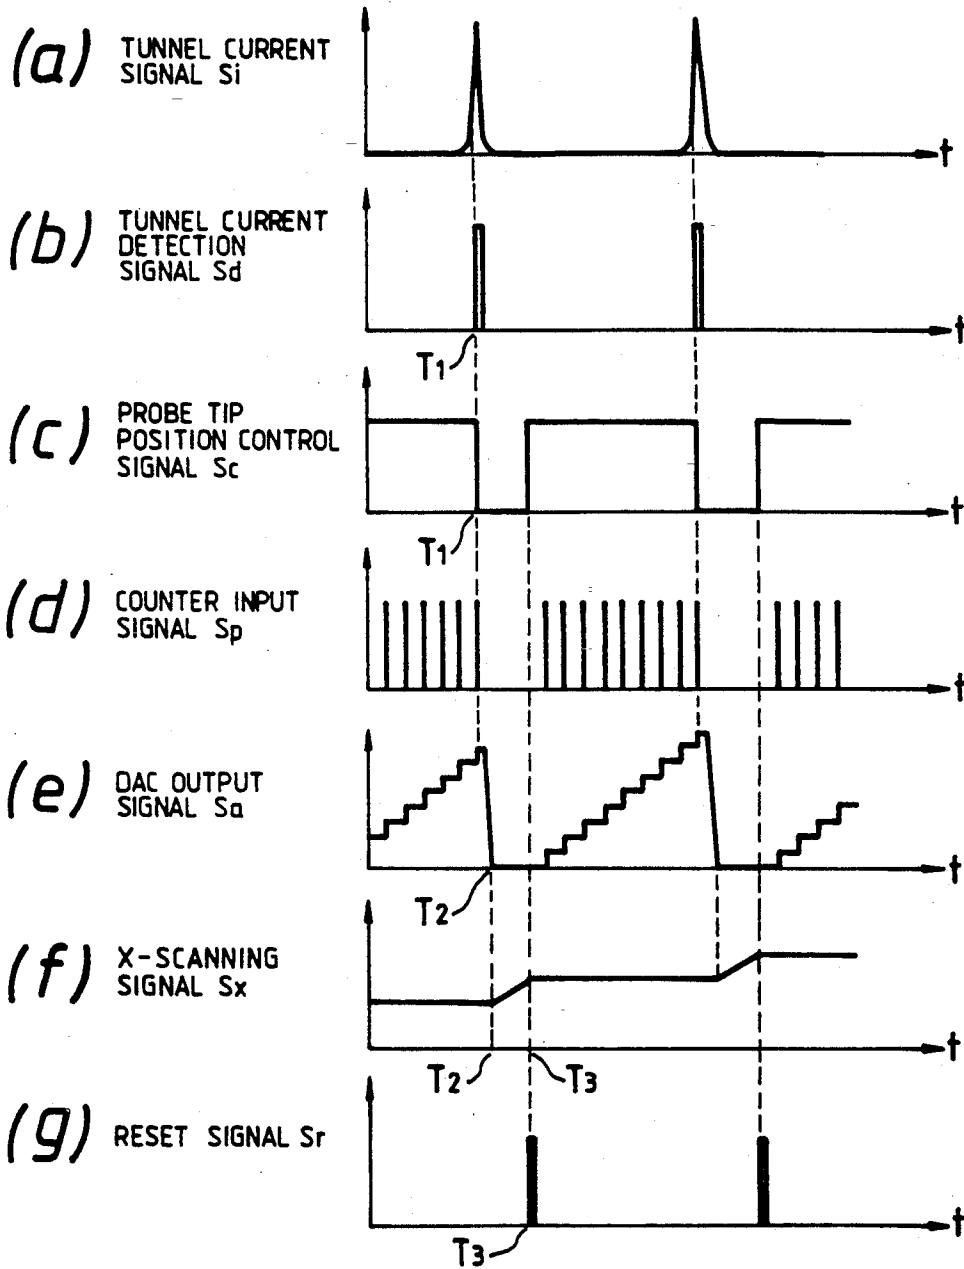 (a) TUNNEL CURRENT
SIGNAL Si
t
(b) TUNNEL CURRENT
DETECTION
SIGNAL Sd
t
T1
(c) PROBE TIP
POSITION CONTROL
SIGNAL Sc
t
T1
(d) COUNTER INPUT
SIGNAL Sp
t
(e) DAC OUTPUT
SIGNAL Sa
t
T2
(f) X-SCANNING
SIGNAL Sx
t
T2 T3
(g) RESET SIGNAL Sr
t
T3